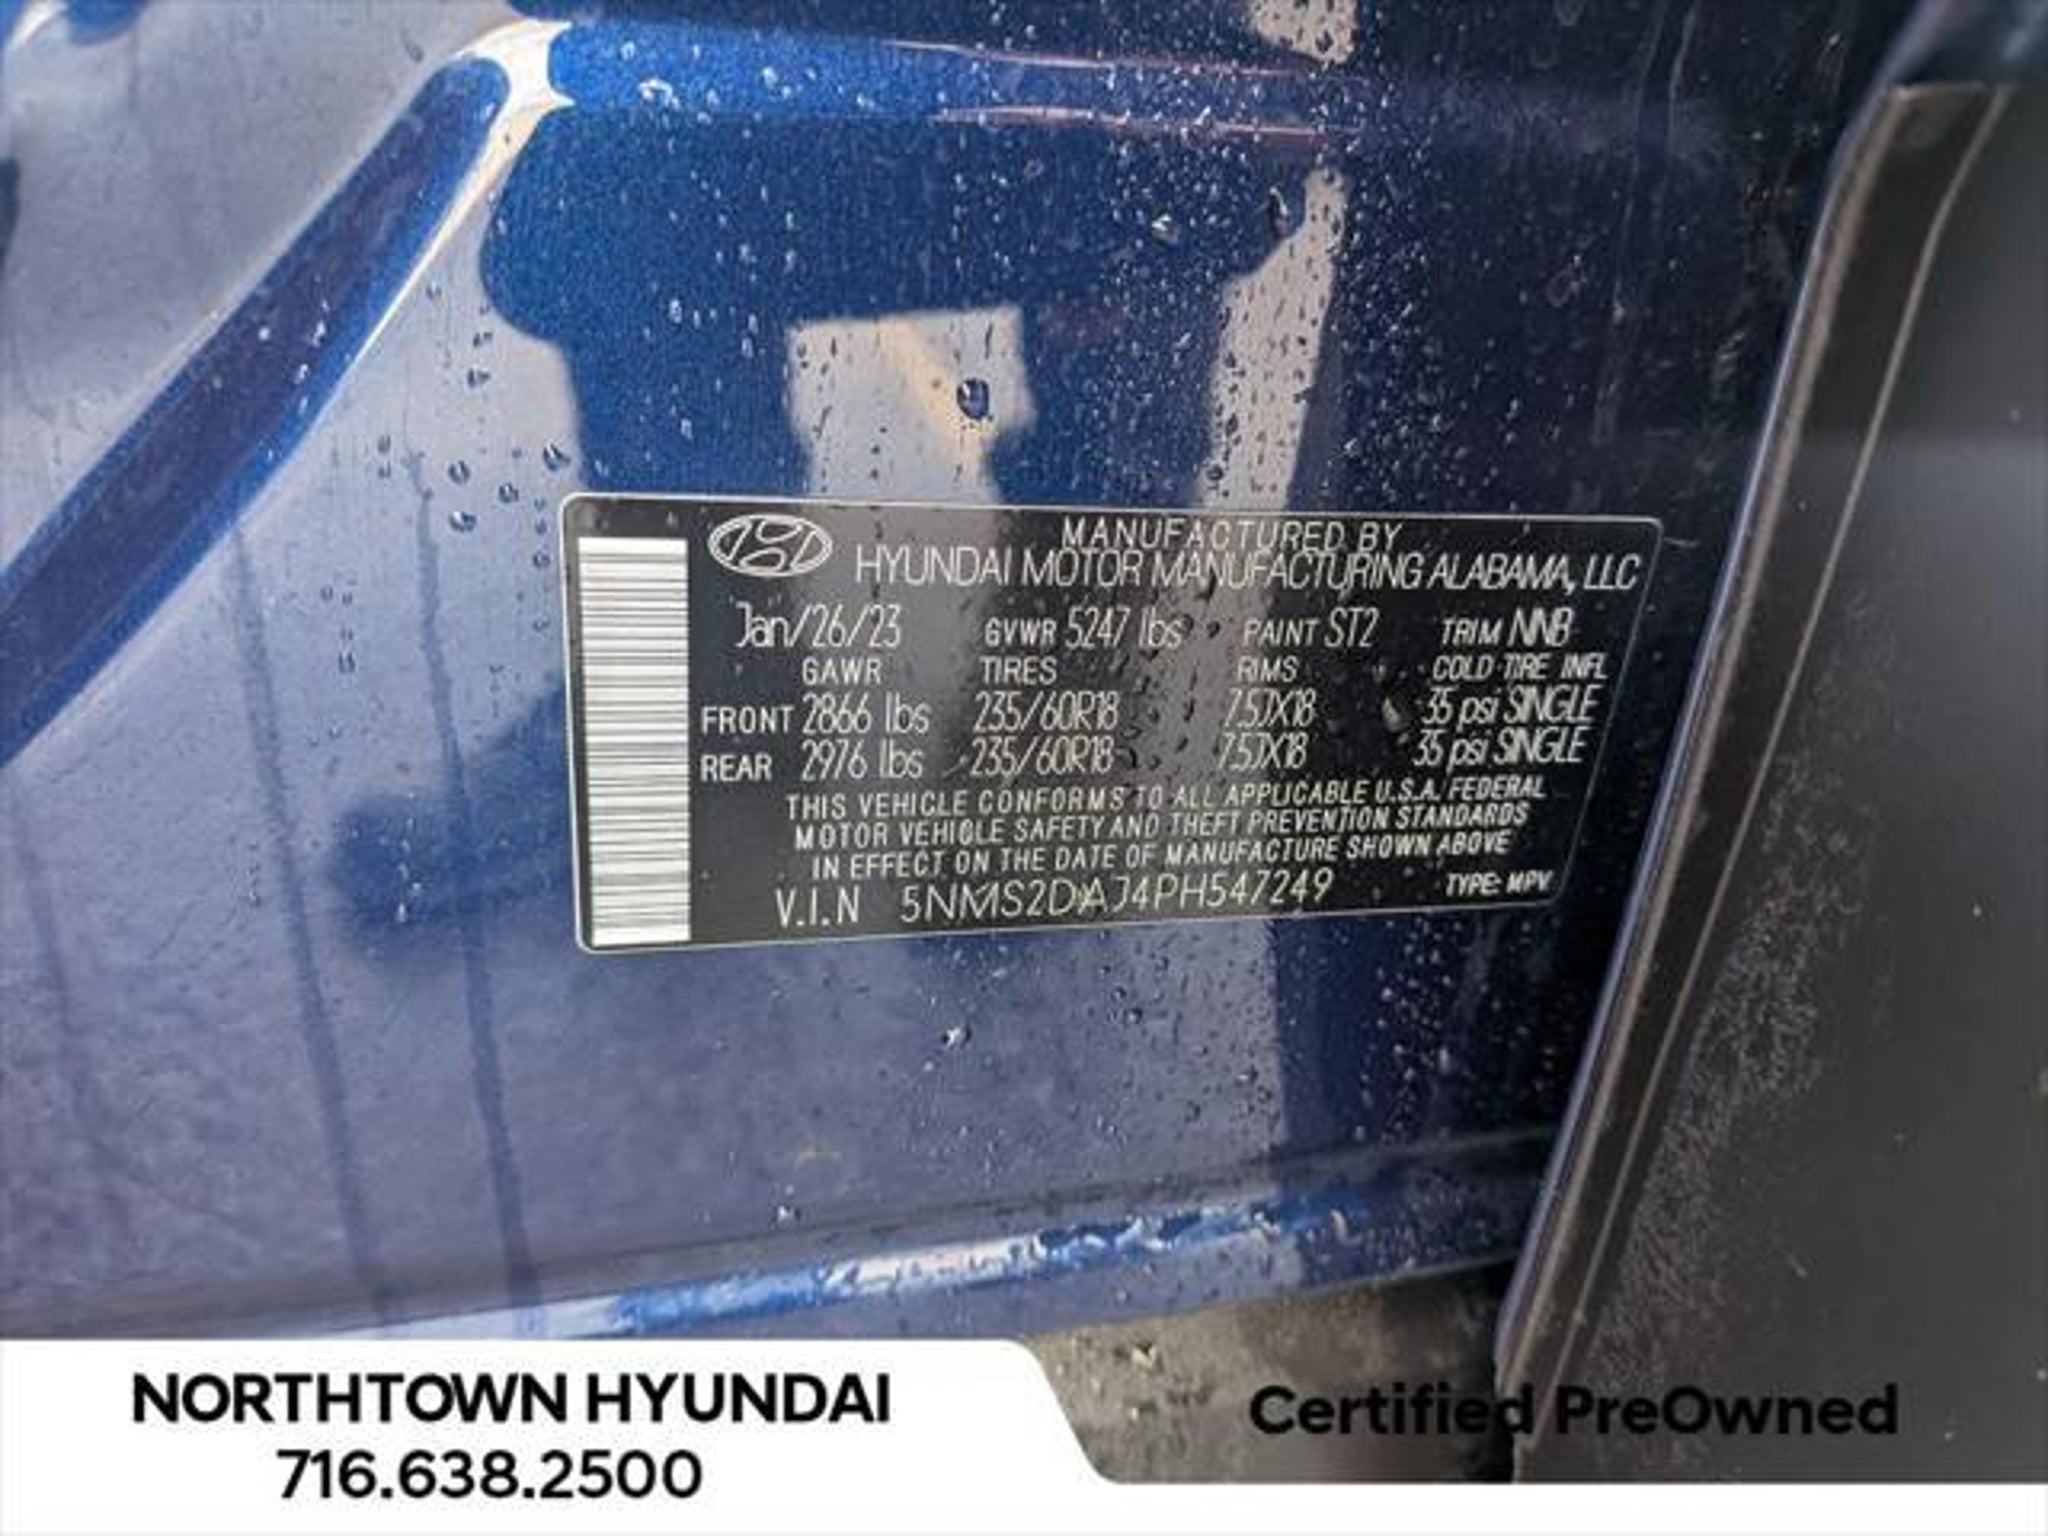 MANUFACTURED BY
HYUNDAI MOTOR MANUFACTURING ALABAMA, LLC
Jan/26/23 GVWR 5247 lbs PAINT ST2 TRIM NNB
GAWR TIRES RIMS COLD TIRE INFL
FRONT 2866 lbs 235/60R18 7.5JX18 35 psi SINGLE
REAR 2976 lbs 235/60R18 7.5JX18 35 psi SINGLE
THIS VEHICLE CONFORMS TO ALL APPLICABLE U.S.A. FEDERAL
MOTOR VEHICLE SAFETY AND THEFT PREVENTION STANDARDS
IN EFFECT ON THE DATE OF MANUFACTURE SHOWN ABOVE
V.I.N 5NMS2DAJ4PH547249 TYPE: MPV
NORTHTOWN HYUNDAI
716.638.2500
Certified PreOwned